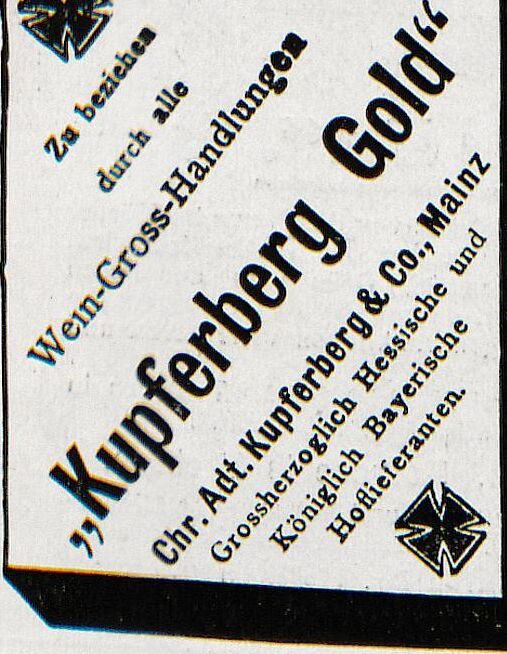 Zu beziehen
durch alle
Wein-Gross-Handlungen
„Kupferberg Gold“
Chr. Adt. Kupferberg & Co., Mainz
Grossherzoglich Hessische und
Königlich Bayerische
Hoflieferanten.